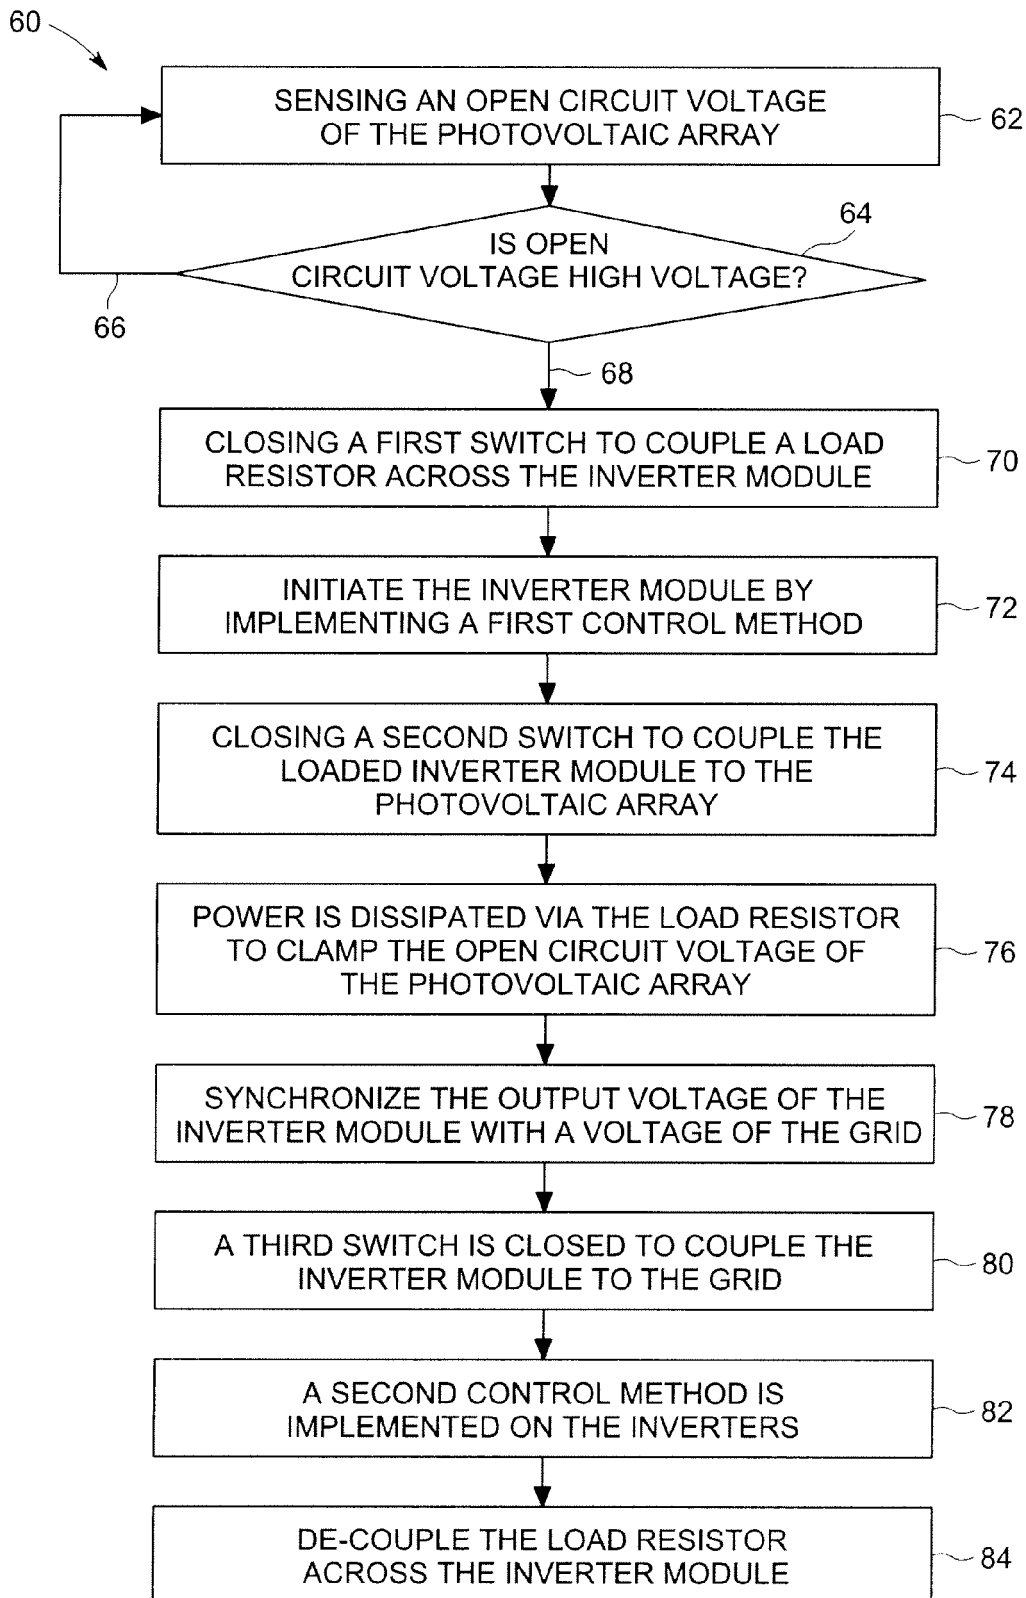 60
SENSING AN OPEN CIRCUIT VOLTAGE
OF THE PHOTOVOLTAIC ARRAY
62
IS OPEN
CIRCUIT VOLTAGE HIGH VOLTAGE?
64
66
68
CLOSING A FIRST SWITCH TO COUPLE A LOAD
RESISTOR ACROSS THE INVERTER MODULE
70
INITIATE THE INVERTER MODULE BY
IMPLEMENTING A FIRST CONTROL METHOD
72
CLOSING A SECOND SWITCH TO COUPLE THE
LOADED INVERTER MODULE TO THE
PHOTOVOLTAIC ARRAY
74
POWER IS DISSIPATED VIA THE LOAD RESISTOR
TO CLAMP THE OPEN CIRCUIT VOLTAGE OF
THE PHOTOVOLTAIC ARRAY
76
SYNCHRONIZE THE OUTPUT VOLTAGE OF THE
INVERTER MODULE WITH A VOLTAGE OF THE GRID
78
A THIRD SWITCH IS CLOSED TO COUPLE THE
INVERTER MODULE TO THE GRID
80
A SECOND CONTROL METHOD IS
IMPLEMENTED ON THE INVERTERS
82
DE-COUPLE THE LOAD RESISTOR
ACROSS THE INVERTER MODULE
84